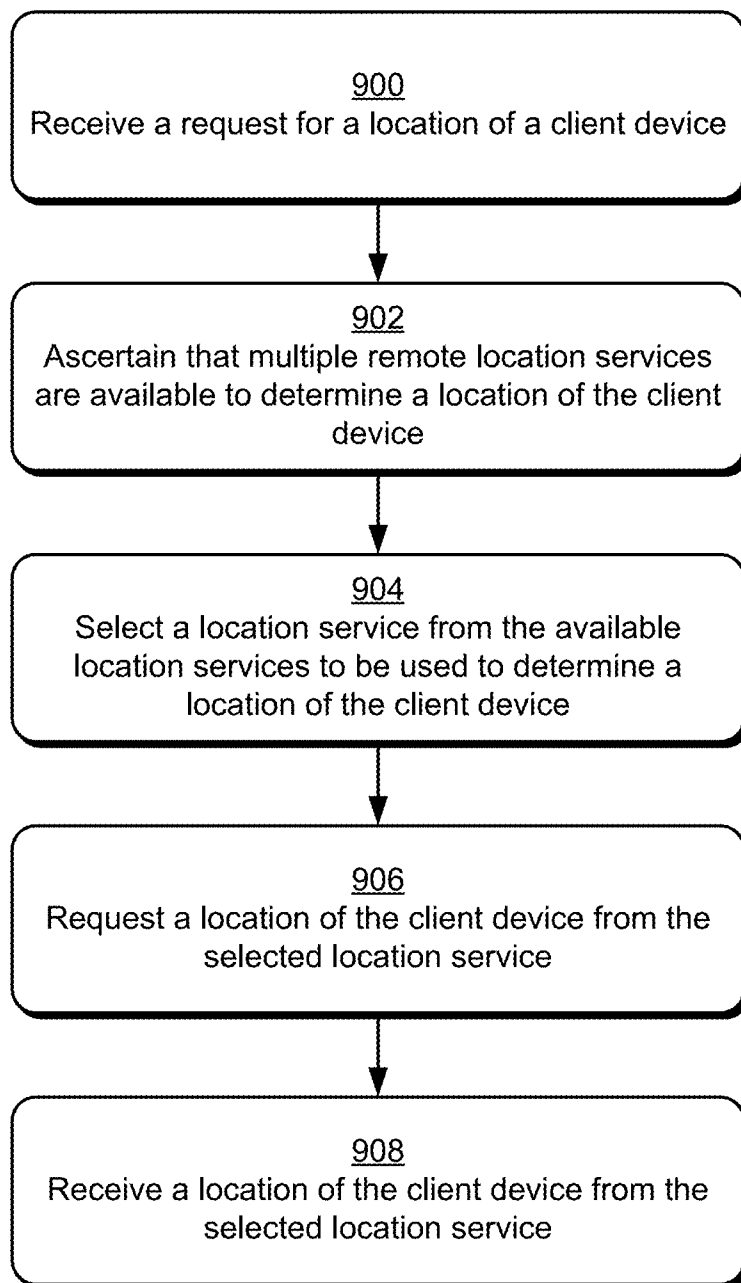 900
Receive a request for a location of a client device
902
Ascertain that multiple remote location services
are available to determine a location of the client
device
904
Select a location service from the available
location services to be used to determine a
location of the client device
906
Request a location of the client device from the
selected location service
908
Receive a location of the client device from the
selected location service